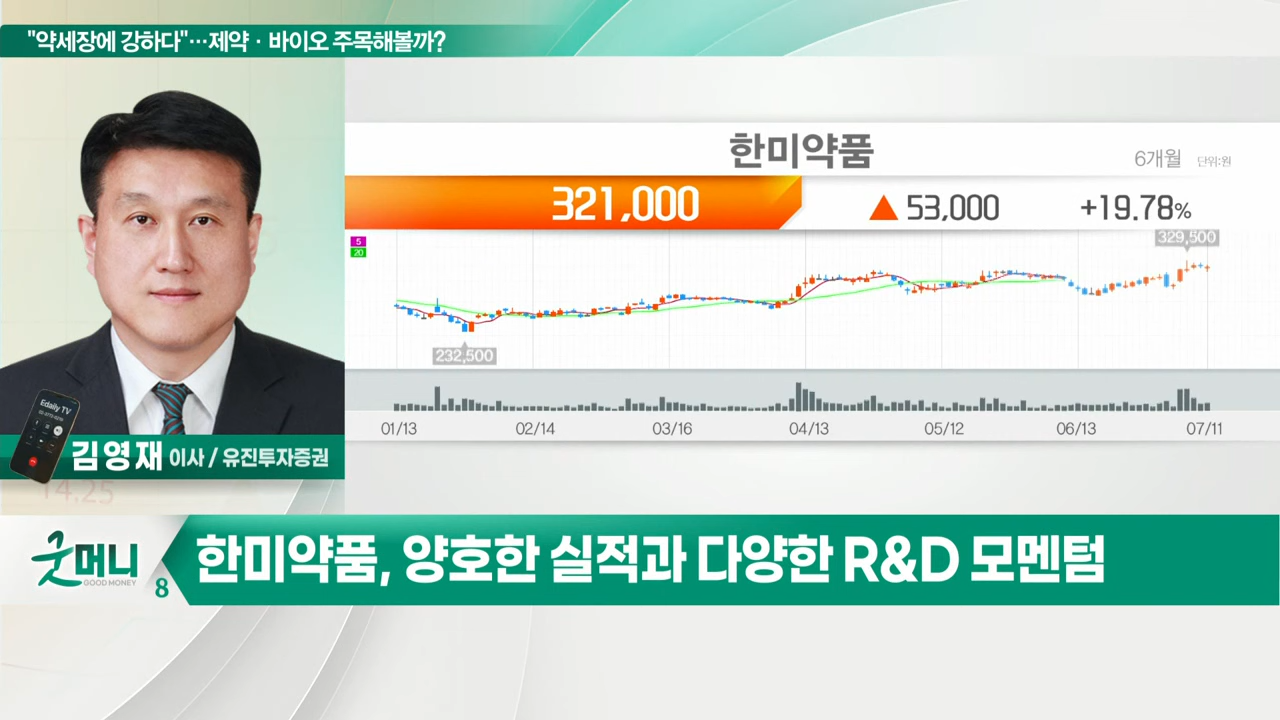 "약세장에 강하다"…제약·바이오 주목해볼까?
한미약품
6개월 단위:원
321,000 ▲ 53,000 +19.78%
5
20
329,500
232,500
01/13 02/14 03/16 04/13 05/12 06/13 07/11
Edaily TV
김영재 이사 / 유진투자증권
14.25
굿머니
GOOD MONEY
8
한미약품, 양호한 실적과 다양한 R&D 모멘텀